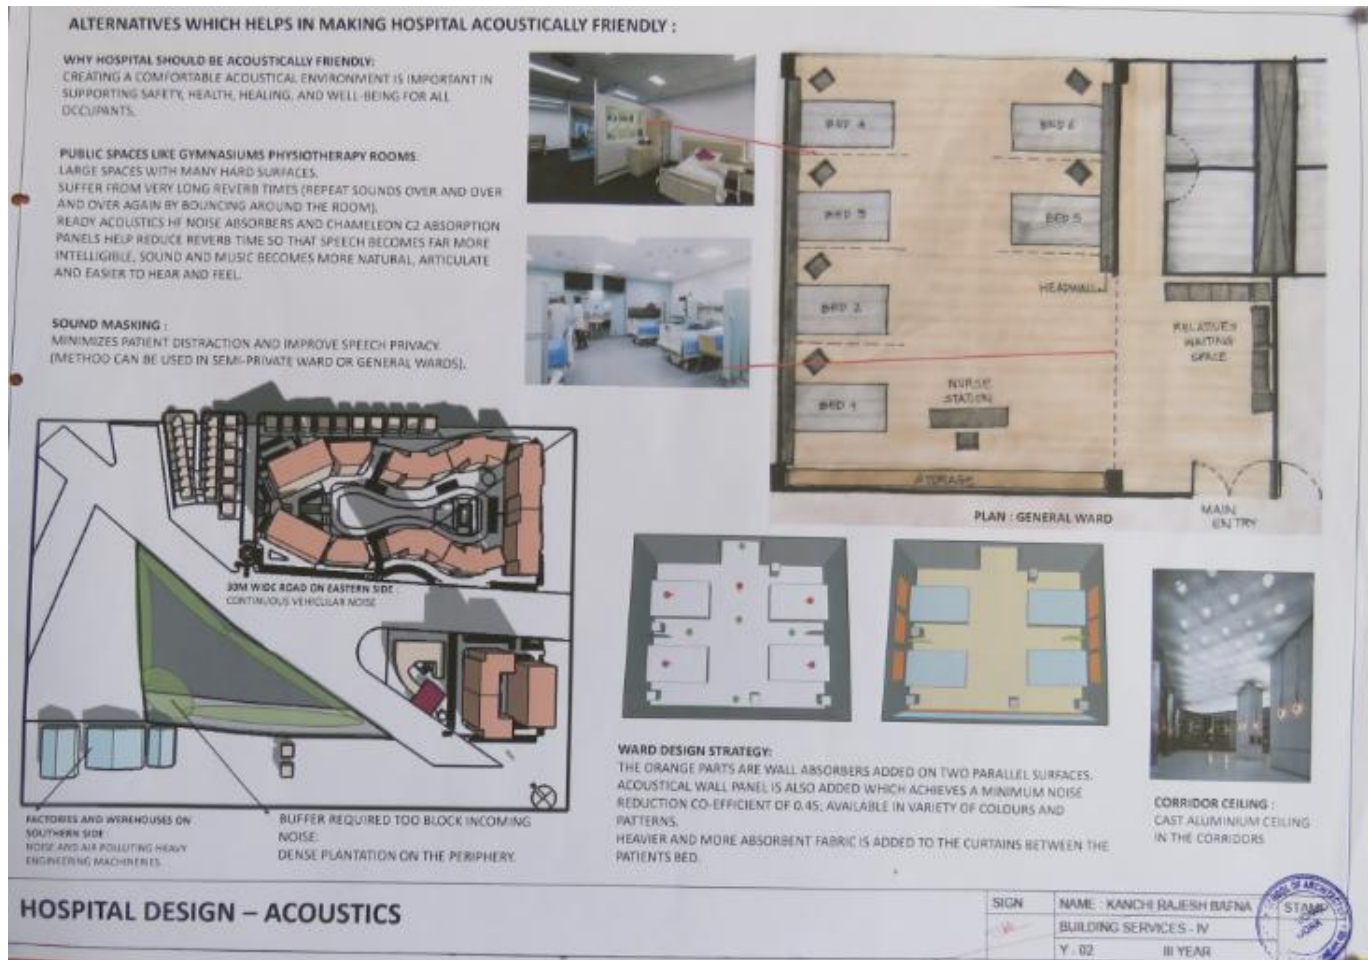 ALTERNATIVES WHICH HELPS IN MAKING HOSPITAL ACOUSTICALLY FRIENDLY :
WHY HOSPITAL SHOULD BE ACOUSTICALLY FRIENDLY:
CREATING A COMFORTABLE ACOUSTICAL ENVIRONMENT IS IMPORTANT IN
SUPPORTING SAFETY, HEALTH, HEALING, AND WELL-BEING FOR ALL
OCCUPANTS.
PUBLIC SPACES LIKE GYMNASIUMS PHYSIOTHERAPY ROOMS.
LARGE SPACES WITH MANY HARD SURFACES.
SUFFER FROM VERY LONG REVERB TIMES (REPEAT SOUNDS OVER AND OVER
AND OVER AGAIN BY BOUNCING AROUND THE ROOM).
READY ACOUSTICS HF NOISE ABSORBERS AND CHAMELEON C2 ABSORPTION
PANELS HELP REDUCE REVERB TIME SO THAT SPEECH BECOMES FAR MORE
INTELLIGIBLE, SOUND AND MUSIC BECOMES MORE NATURAL, ARTICULATE
AND EASIER TO HEAR AND FEEL.
SOUND MASKING :
MINIMIZES PATIENT DISTRACTION AND IMPROVE SPEECH PRIVACY.
(METHOD CAN BE USED IN SEMI-PRIVATE WARD OR GENERAL WARDS).
BED 4
BED 6
BED 3
BED 5
BED 2
BED 1
HEADWALL
RELATIVES
WAITING
SPACE
NURSE
STATION
STORAGE
MAIN
ENTRY
PLAN : GENERAL WARD
30M WIDE ROAD ON EASTERN SIDE :
CONTINUOUS VEHICULAR NOISE
FACTORIES AND WEREHOUSES ON
SOUTHERN SIDE
NOISE AND AIR POLLUTING HEAVY
ENGINEERING MACHINERIES.
BUFFER REQUIRED TOO BLOCK INCOMING
NOISE:
DENSE PLANTATION ON THE PERIPHERY.
WARD DESIGN STRATEGY:
THE ORANGE PARTS ARE WALL ABSORBERS ADDED ON TWO PARALLEL SURFACES.
ACOUSTICAL WALL PANEL IS ALSO ADDED WHICH ACHIEVES A MINIMUM NOISE
REDUCTION CO-EFFICIENT OF 0.45; AVAILABLE IN VARIETY OF COLOURS AND
PATTERNS.
HEAVIER AND MORE ABSORBENT FABRIC IS ADDED TO THE CURTAINS BETWEEN THE
PATIENTS BED.
CORRIDOR CEILING :
CAST ALUMINIUM CEILING
IN THE CORRIDORS
HOSPITAL DESIGN – ACOUSTICS
SIGN
NAME : KANCHI RAJESH BAFNA
STAMP
BUILDING SERVICES - IV
Y - 02 III YEAR